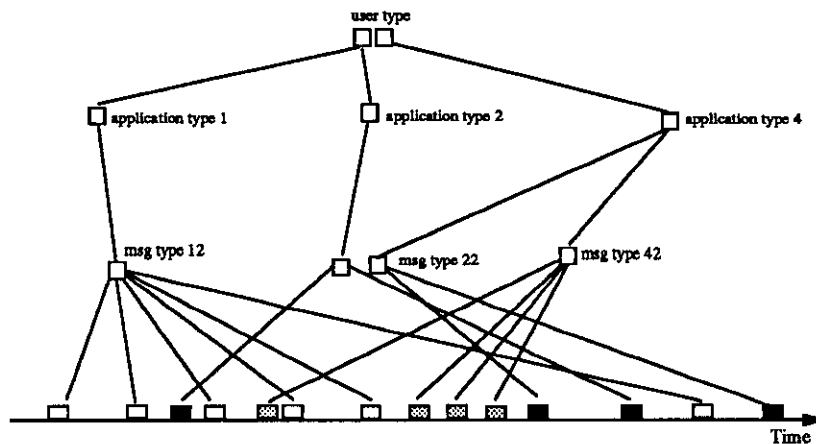 user type
application type 1
application type 2
application type 4
msg type 12
msg type 22
msg type 42
Time